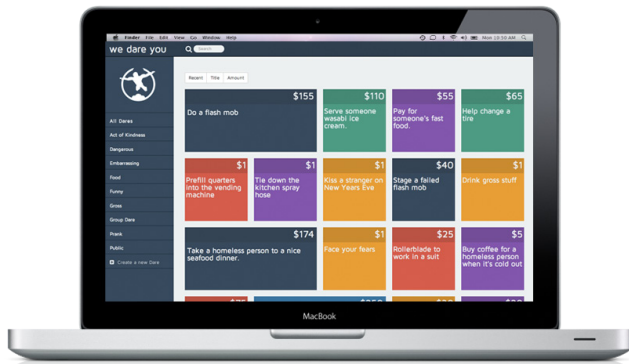 Finder File Edit View Go Window Help
Mon 10:50 AM
we dare you
Search
Recent Title Amount
All Dares
Act of Kindness
Dangerous
Embarrassing
Food
Funny
Gross
Group Dare
Prank
Public
Create a new Dare
$155
Do a flash mob
$110
Serve someone
wasabi ice
cream.
$55
Pay for
someone's fast
food.
$65
Help change a
tire
$1
Prefill quarters
into the vending
machine
$1
Tie down the
kitchen spray
hose
$1
Kiss a stranger on
New Years Eve
$40
Stage a failed
flash mob
$1
Drink gross stuff
$174
Take a homeless person to a nice
seafood dinner.
$1
Face your fears
$25
Rollerblade to
work in a suit
$5
Buy coffee for a
homeless person
when it's cold out
MacBook